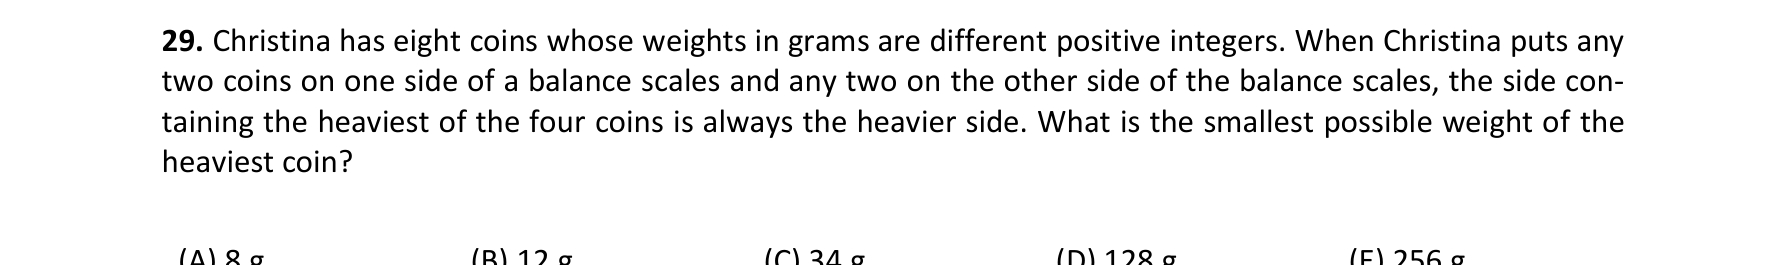 29. Christina has eight coins whose weights in grams are different positive integers. When Christina puts any
two coins on one side of a balance scales and any two on the other side of the balance scales, the side con-
taining the heaviest of the four coins is always the heavier side. What is the smallest possible weight of the
heaviest coin?
(A) 8 g (B) 12 g (C) 34 g (D) 128 g (E) 256 g